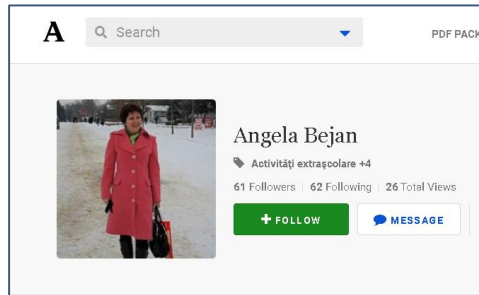 A Search PDF PACK
Angela Bejan
Activități extrașcolare +4
61 Followers 62 Following 26 Total Views
+ FOLLOW MESSAGE